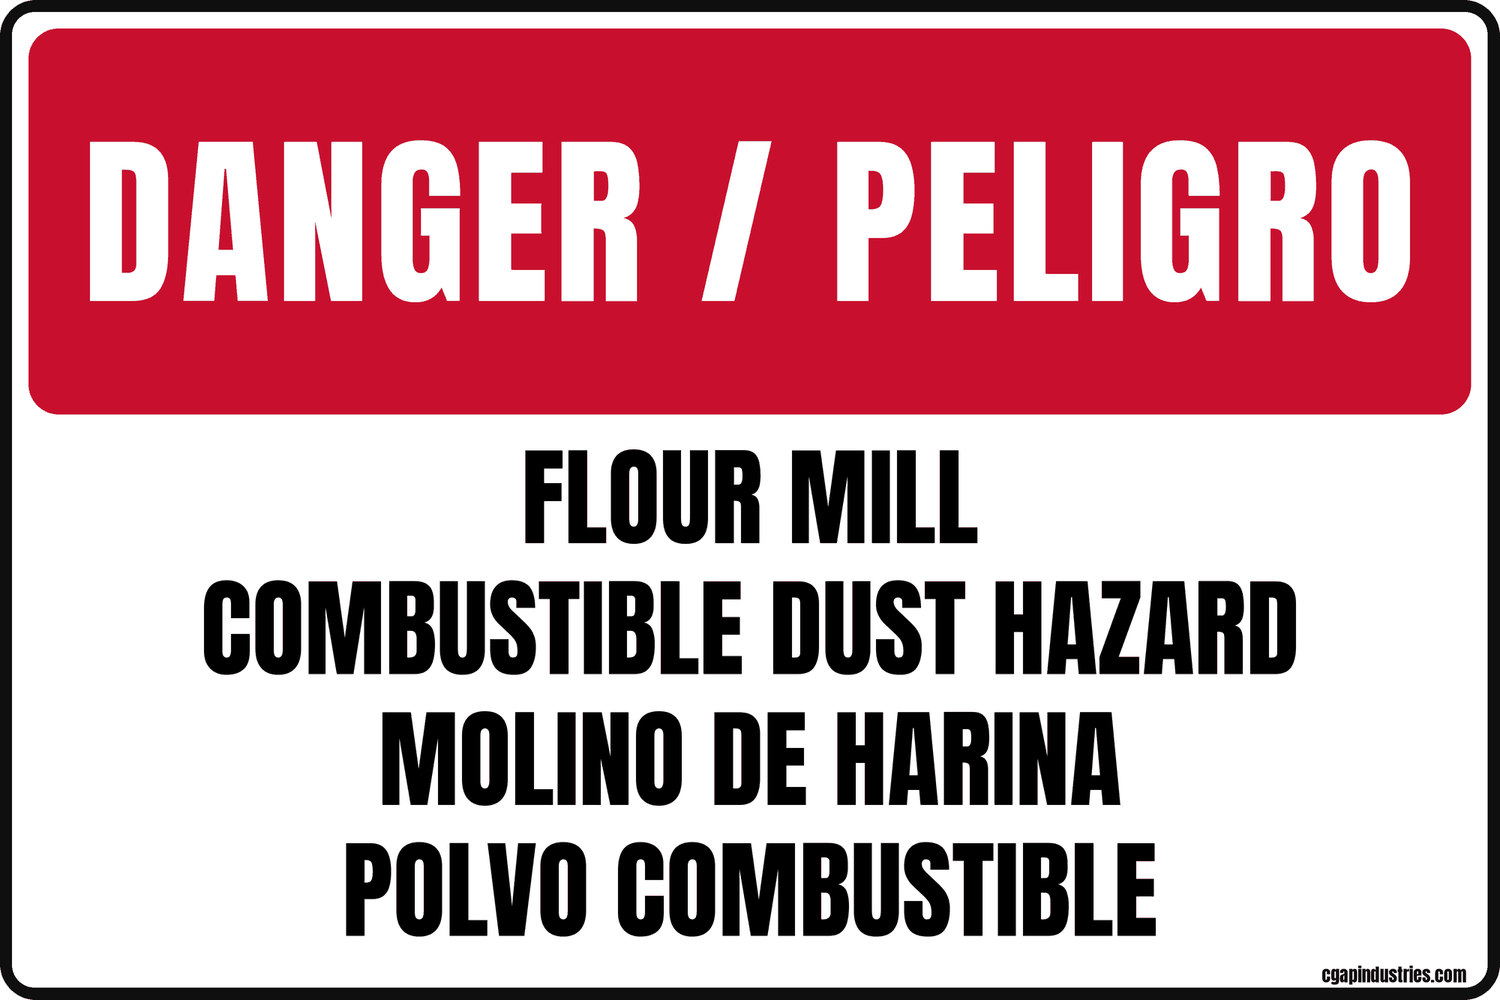 DANGER / PELIGRO
FLOUR MILL
COMBUSTIBLE DUST HAZARD
MOLINO DE HARINA
POLVO COMBUSTIBLE
cgapindustries.com